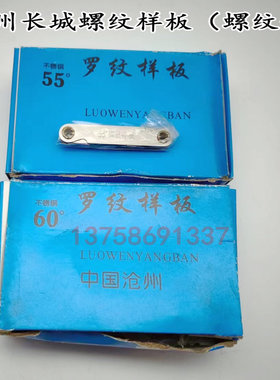 州长城螺纹样板（螺纹
不锈钢
55°
罗纹样板
LUOWENYANGBAN
不锈钢
60°
罗纹样板
13758691337
LUOWENYANGBAN
中国沧州